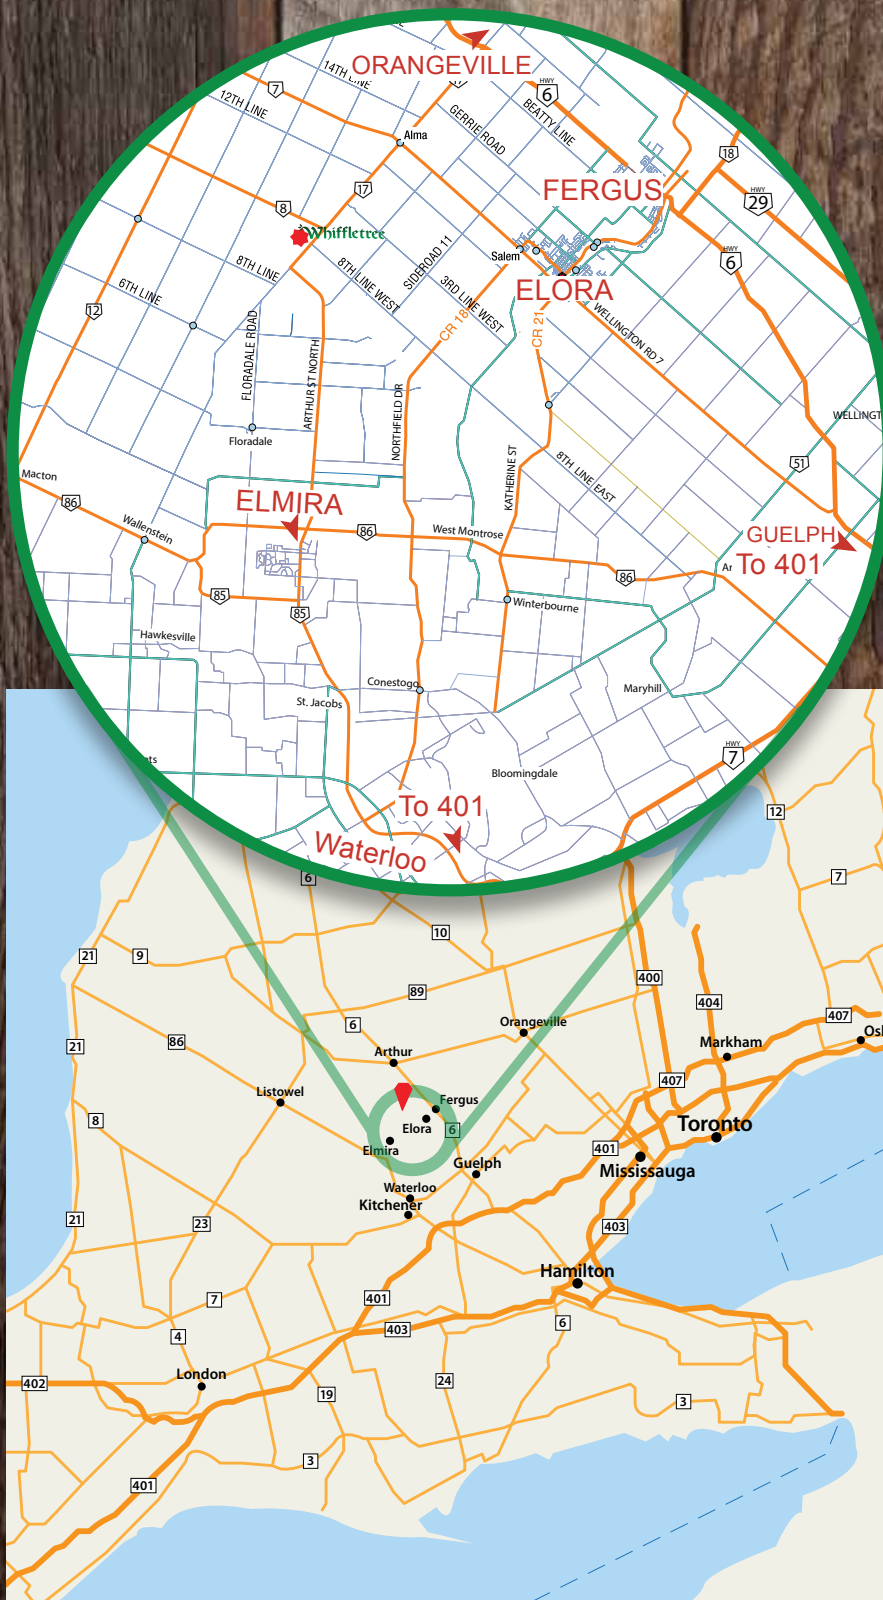 ORANGEVILLE
14TH LINE
7
12TH LINE
HWY
6
BEATTY LINE
GERRIE ROAD
Alma
18
17
FERGUS
HWY
29
8
Whiffletree
SIDEROAD 11
Salem
HWY
6
8TH LINE
8TH LINE WEST
6TH LINE
3RD LINE WEST
ELORA
12
CR 18
CR 21
WELLINGTON RD 7
FLORADALE ROAD
ARTHUR ST NORTH
NORTHFIELD DR
WELLINGT
Floradale
KATHERINE ST
8TH LINE EAST
51
Macton
86
ELMIRA
Wallenstein
86
West Montrose
GUELPH
To 401
Ar
86
85
85
Winterbourne
Hawkesville
Conestogo
Maryhill
St. Jacobs
HWY
7
Bloomingdale
To 401
Waterloo
12
6
7
10
21
9
400
89
404
407
6
Orangeville
Osh
21
86
Arthur
Markham
407
Listowel
Fergus
8
Elora
6
Toronto
Elmira
401
Guelph
Mississauga
Waterloo
Kitchener
21
23
403
Hamilton
401
7
4
403
6
London
402
19
24
3
3
401